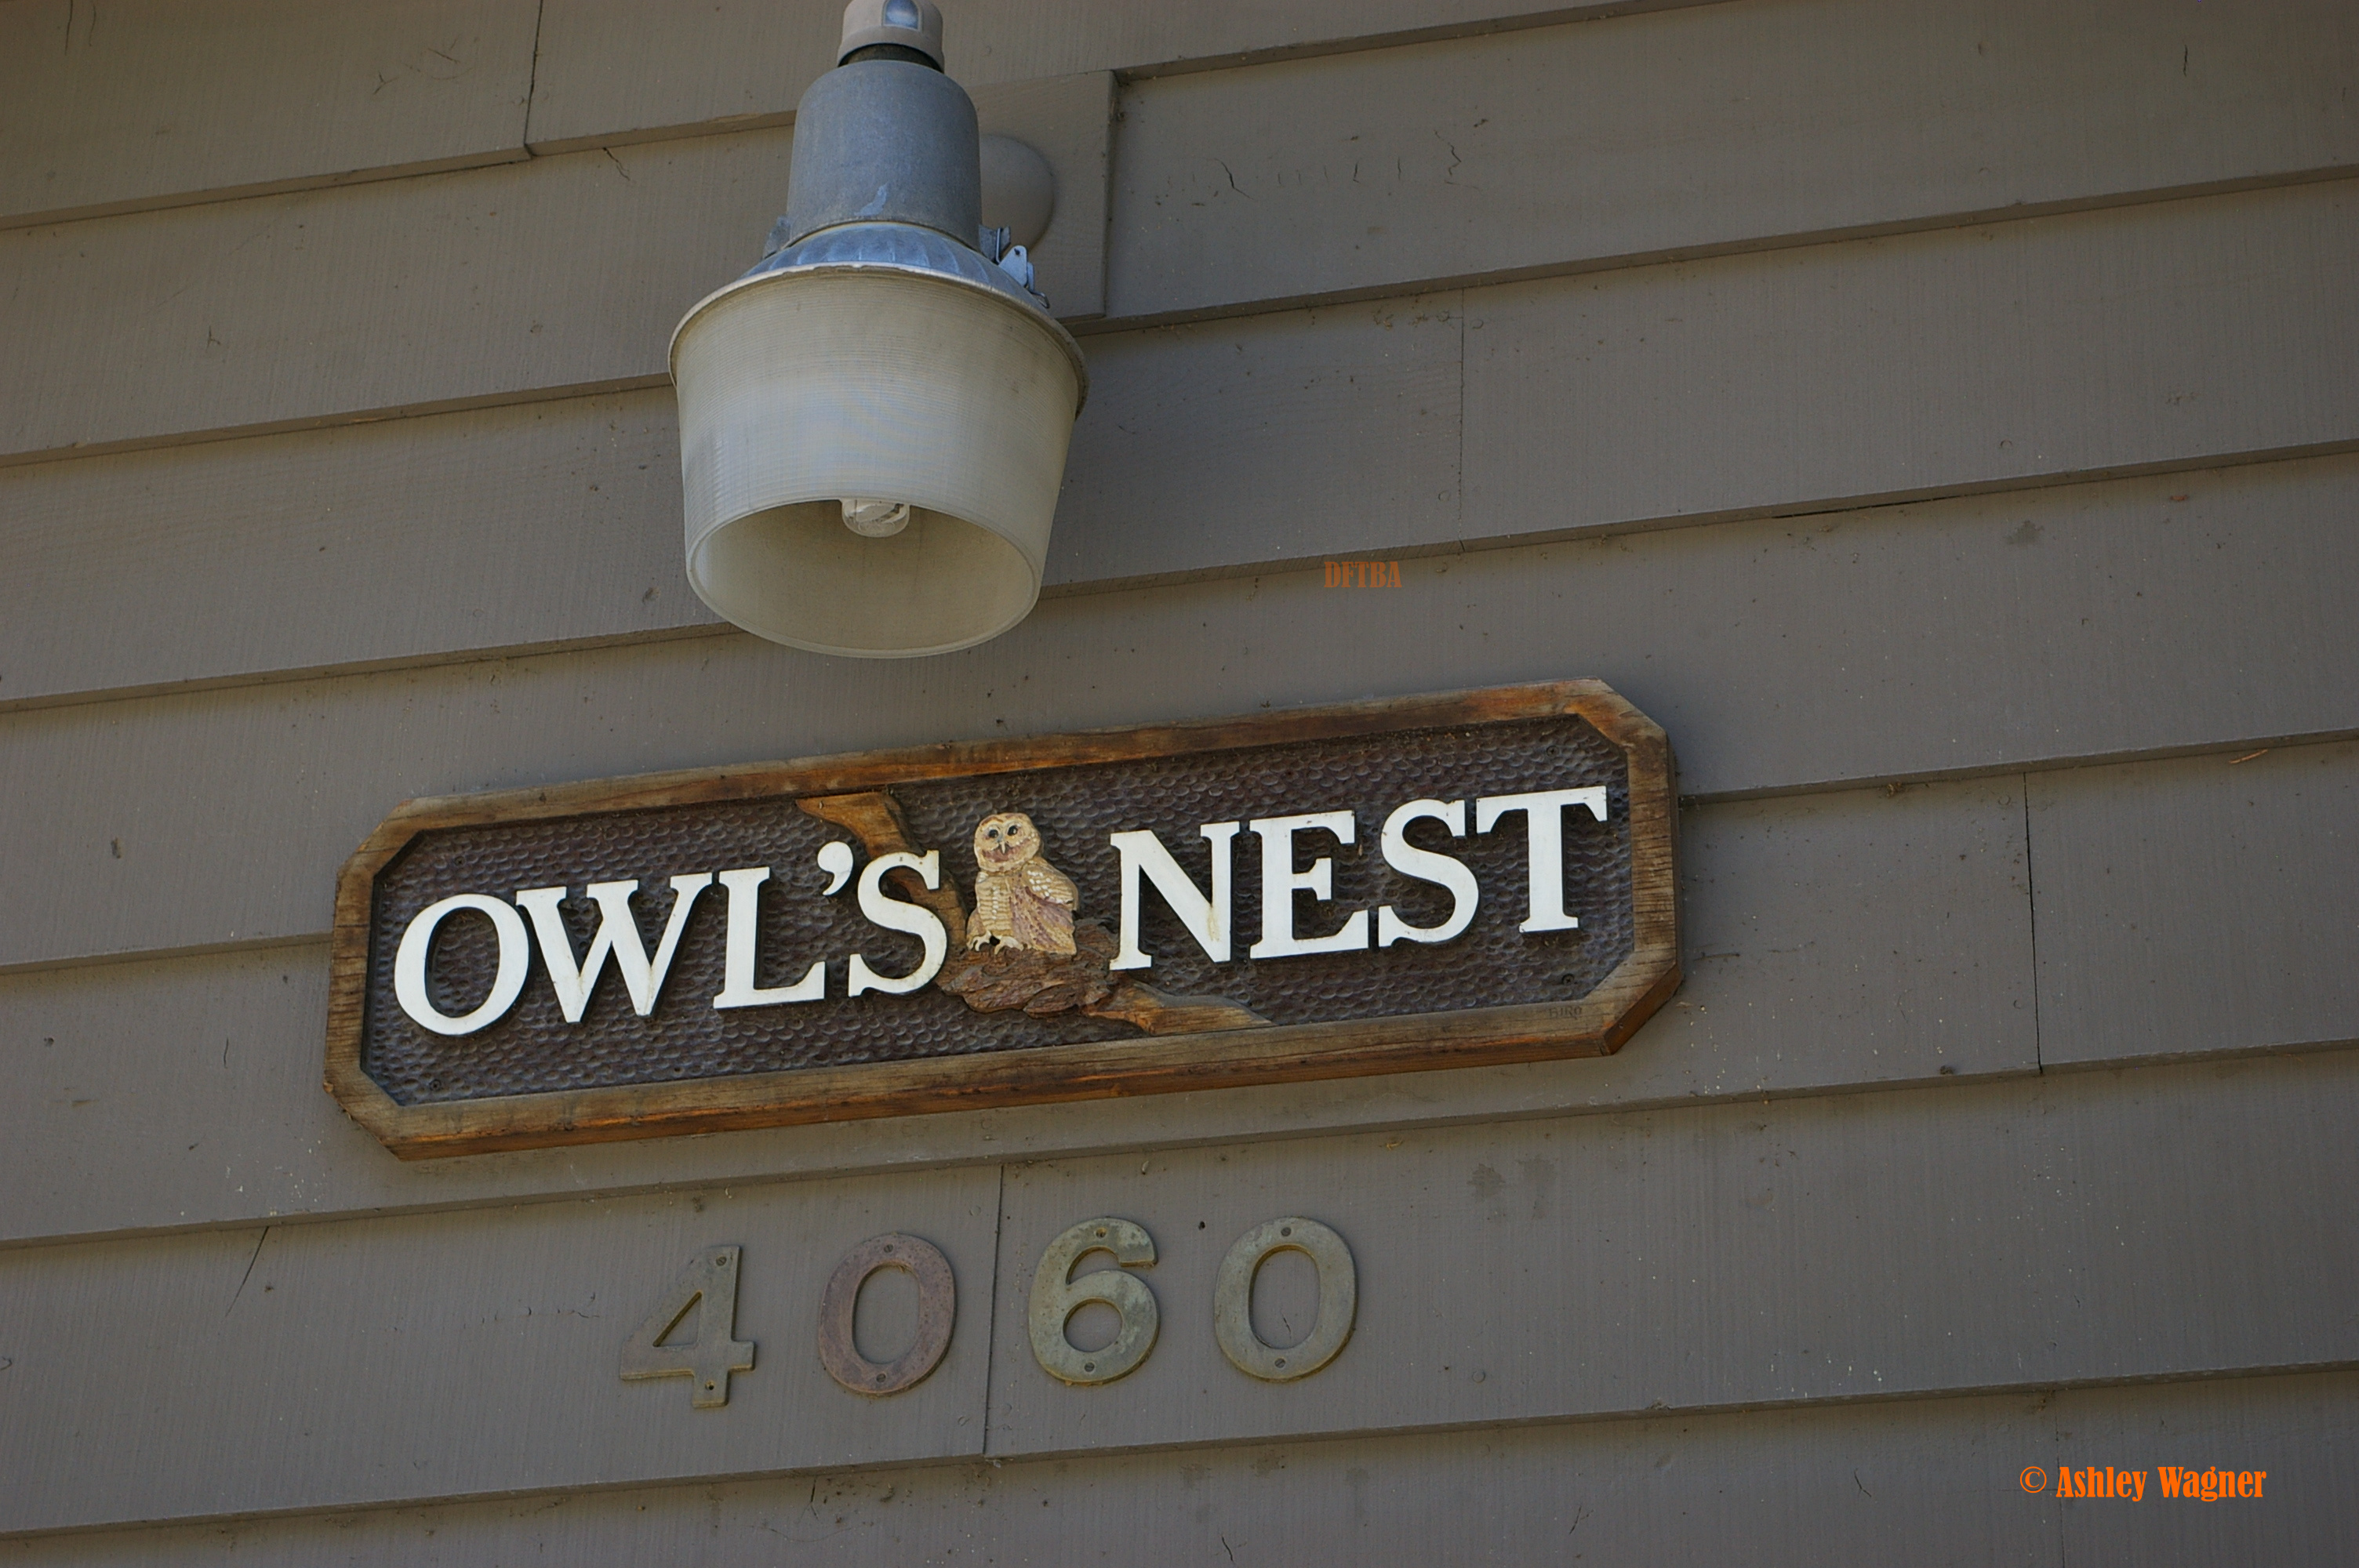 DFTBA
OWL'S NEST
4060
© Ashley Wagner